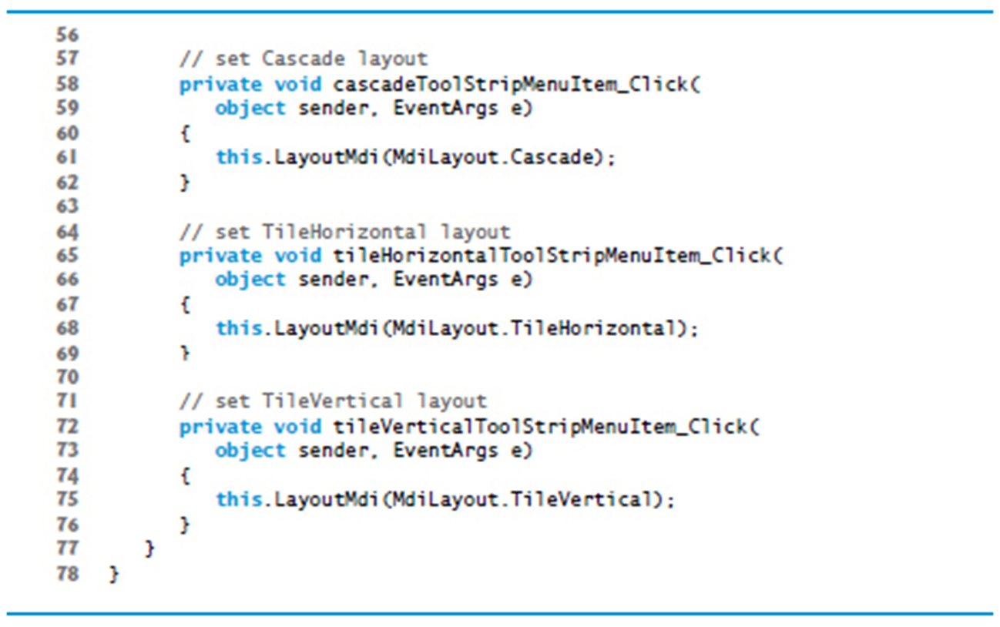 56
57 // set Cascade layout
58 private void cascadeToolStripMenuItem_Click(
59 object sender, EventArgs e)
60 {
61 this.LayoutMdi(MdiLayout.Cascade);
62 }
63
64 // set TileHorizontal layout
65 private void tileHorizontalToolStripMenuItem_Click(
66 object sender, EventArgs e)
67 {
68 this.LayoutMdi(MdiLayout.TileHorizontal);
69 }
70
71 // set TileVertical layout
72 private void tileVerticalToolStripMenuItem_Click(
73 object sender, EventArgs e)
74 {
75 this.LayoutMdi(MdiLayout.TileVertical);
76 }
77 }
78 }